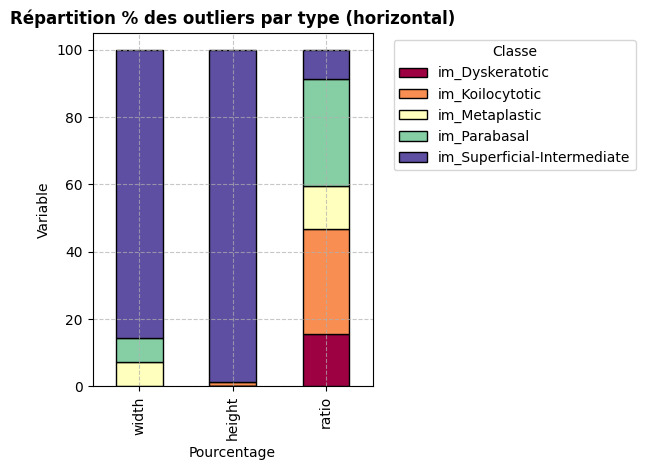 Répartition % des outliers par type (horizontal)
Variable
100
80
60
40
20
0
width
height
ratio
Pourcentage
Classe
im_Dyskeratotic
im_Koilocytotic
im_Metaplastic
im_Parabasal
im_Superficial-Intermediate